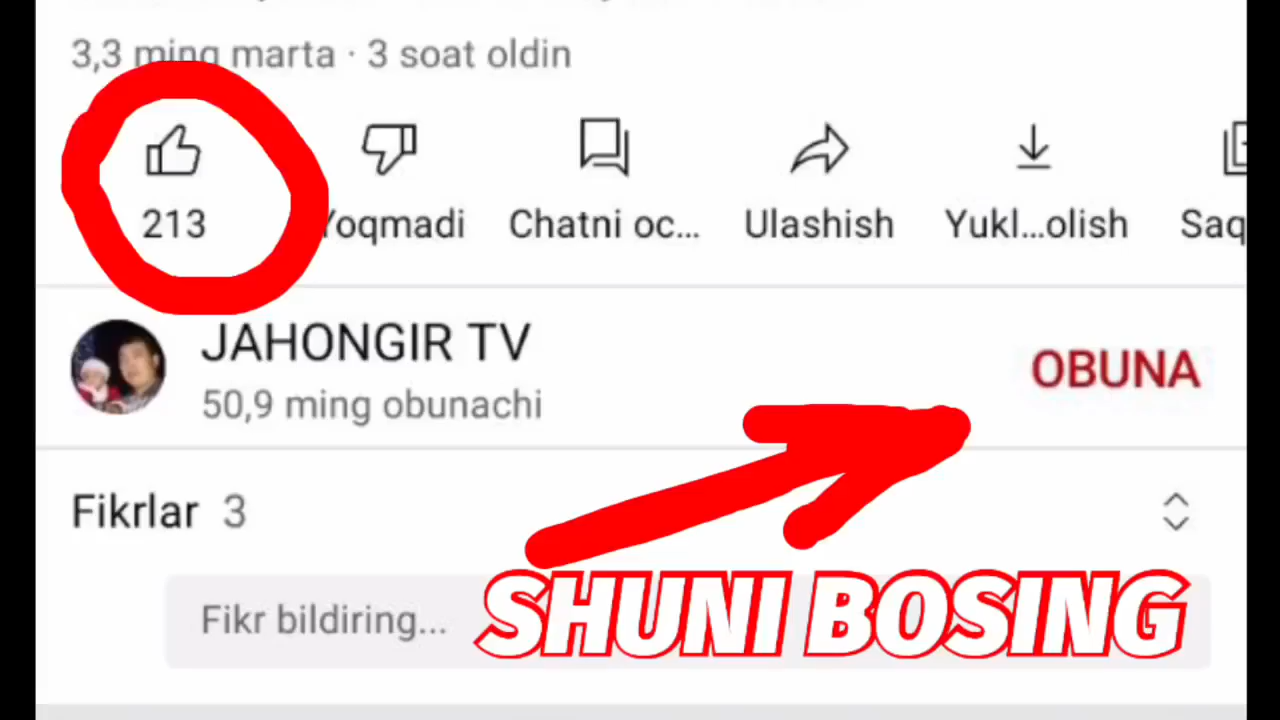 3,3 ming marta · 3 soat oldin
213 Yoqmadi Chatni oc... Ulashish Yukl...olish Saq
JAHONGIR TV
50,9 ming obunachi
OBUNA
Fikrlar 3
Fikr bildiring...
SHUNI BOSING